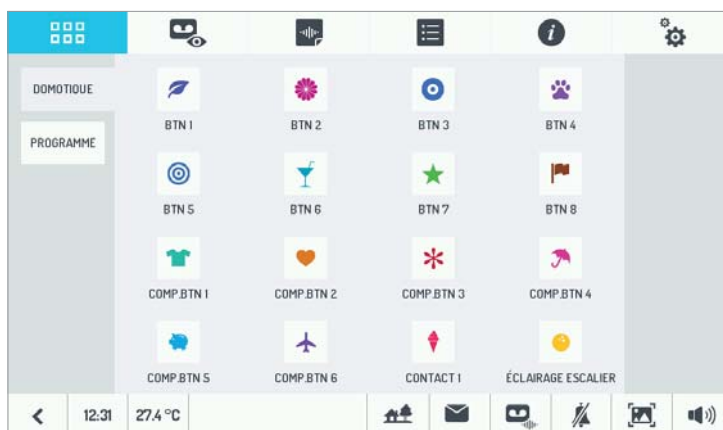 DOMOTIQUE
PROGRAMME
BTN 1
BTN 2
BTN 3
BTN 4
BTN 5
BTN 6
BTN 7
BTN 8
COMP.BTN 1
COMP.BTN 2
COMP.BTN 3
COMP.BTN 4
COMP.BTN 5
COMP.BTN 6
CONTACT 1
ÉCLAIRAGE ESCALIER
12:31
27.4 °C